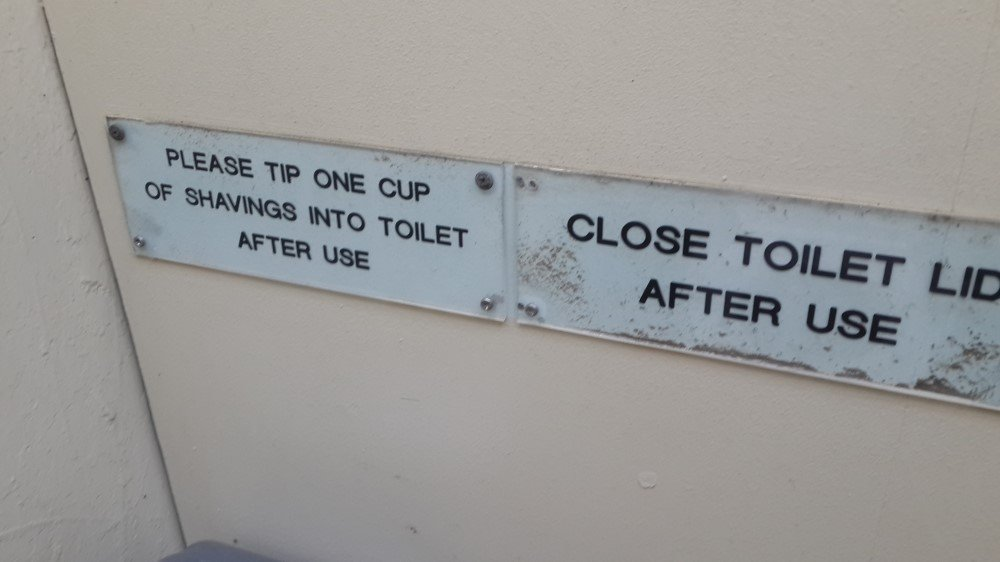 PLEASE TIP ONE CUP
OF SHAVINGS INTO TOILET
AFTER USE
CLOSE TOILET LID
AFTER USE